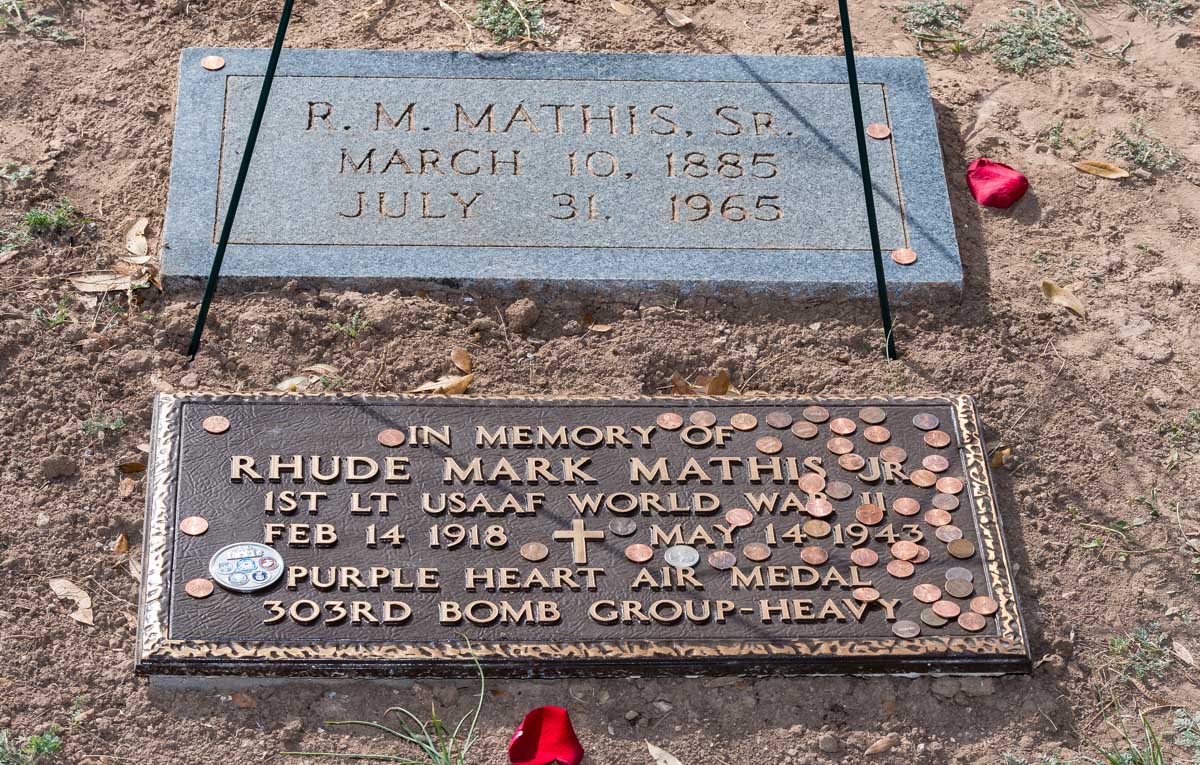 R. M. MATHIS, SR.
MARCH 10, 1885
JULY 31. 1965
IN MEMORY OF
RHUDE MARK MATHIS JR
1ST LT USAAF WORLD WAR II
FEB 14 1918 MAY 14 1943
PURPLE HEART AIR MEDAL
303RD BOMB GROUP-HEAVY